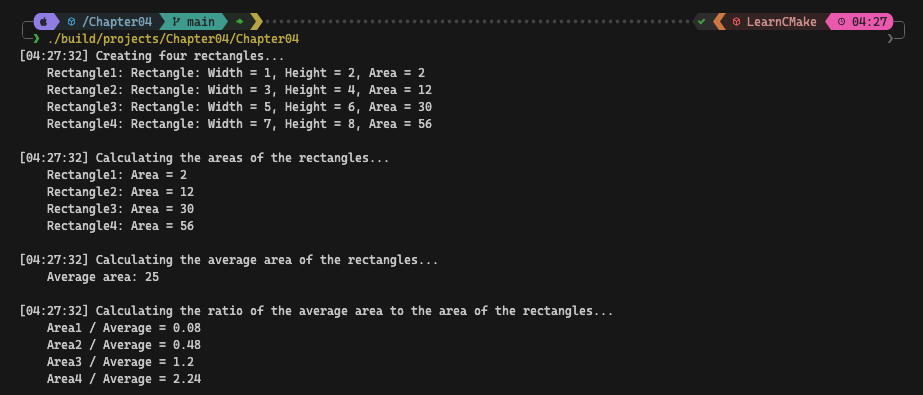 /Chapter04 main LearnCMake 04:27
❯ ./build/projects/Chapter04/Chapter04
[04:27:32] Creating four rectangles...
Rectangle1: Rectangle: Width = 1, Height = 2, Area = 2
Rectangle2: Rectangle: Width = 3, Height = 4, Area = 12
Rectangle3: Rectangle: Width = 5, Height = 6, Area = 30
Rectangle4: Rectangle: Width = 7, Height = 8, Area = 56
[04:27:32] Calculating the areas of the rectangles...
Rectangle1: Area = 2
Rectangle2: Area = 12
Rectangle3: Area = 30
Rectangle4: Area = 56
[04:27:32] Calculating the average area of the rectangles...
Average area: 25
[04:27:32] Calculating the ratio of the average area to the area of the rectangles...
Area1 / Average = 0.08
Area2 / Average = 0.48
Area3 / Average = 1.2
Area4 / Average = 2.24